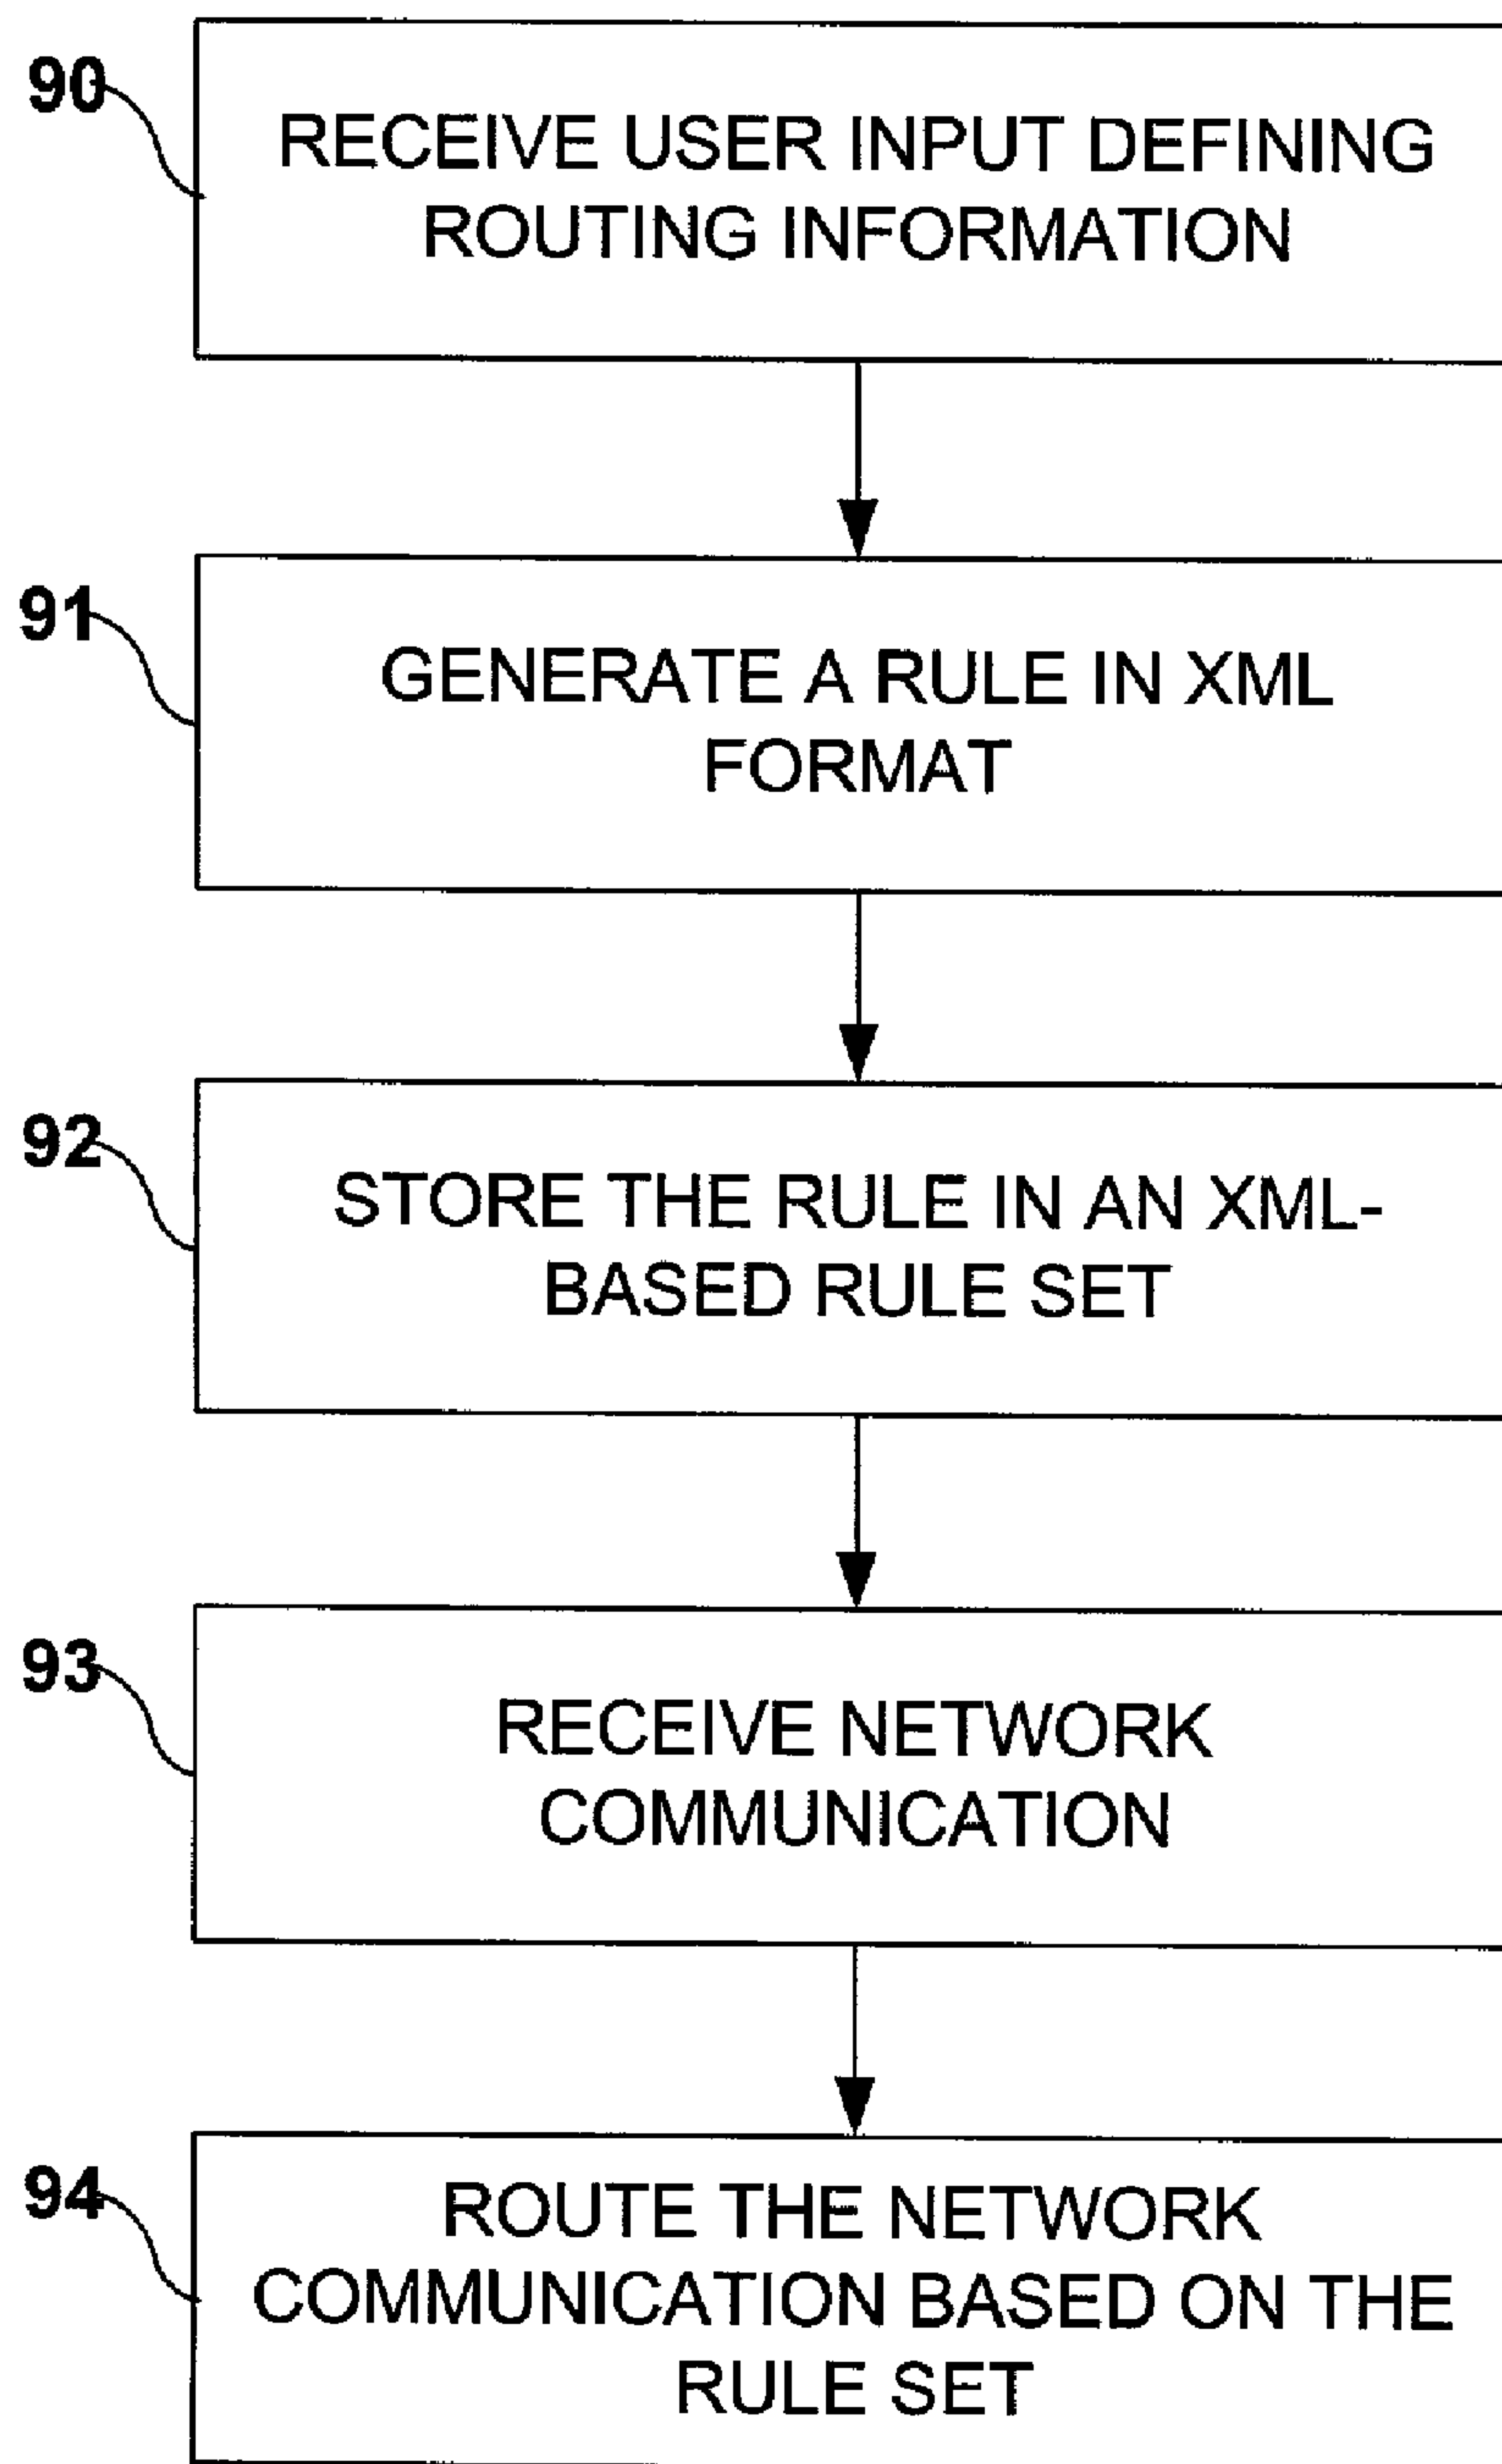 90
RECEIVE USER INPUT DEFINING
ROUTING INFORMATION
91
GENERATE A RULE IN XML
FORMAT
92
STORE THE RULE IN AN XML-
BASED RULE SET
93
RECEIVE NETWORK
COMMUNICATION
94
ROUTE THE NETWORK
COMMUNICATION BASED ON THE
RULE SET